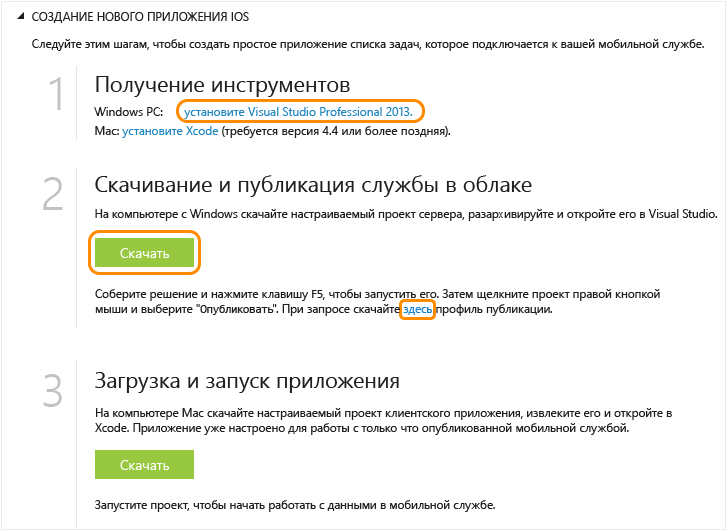 СОЗДАНИЕ НОВОГО ПРИЛОЖЕНИЯ IOS
Следуйте этим шагам, чтобы создать простое приложение списка задач, которое подключается к вашей мобильной службе.
1
Получение инструментов
Windows PC: установите Visual Studio Professional 2013.
Mac: установите Xcode (требуется версия 4.4 или более поздняя).
2
Скачивание и публикация службы в облаке
На компьютере с Windows скачайте настраиваемый проект сервера, разархивируйте и откройте его в Visual Studio.
Скачать
Соберите решение и нажмите клавишу F5, чтобы запустить его. Затем щелкните проект правой кнопкой
мыши и выберите "Опубликовать". При запросе скачайте здесь профиль публикации.
3
Загрузка и запуск приложения
На компьютере Mac скачайте настраиваемый проект клиентского приложения, извлеките его и откройте в
Xcode. Приложение уже настроено для работы с только что опубликованной мобильной службой.
Скачать
Запустите проект, чтобы начать работать с данными в мобильной службе.